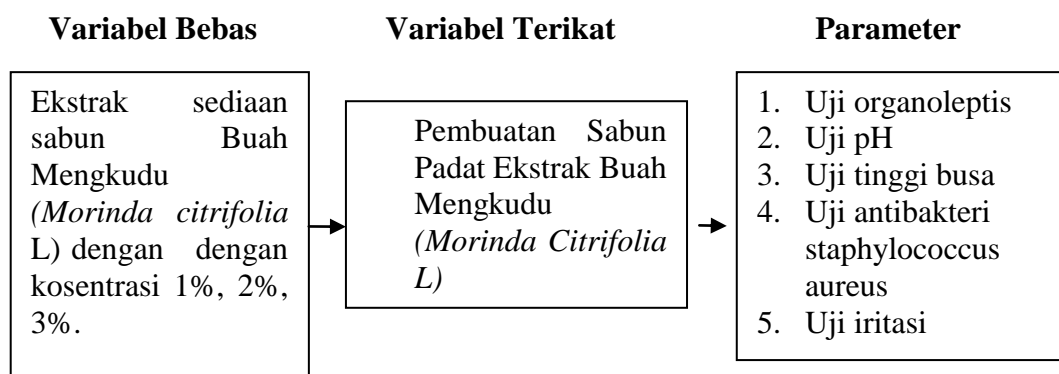 Variabel Bebas
Variabel Terikat
Parameter
Ekstrak sediaan
sabun Buah
Mengkudu
(Morinda citrifolia
L) dengan dengan
kosentrasi 1%, 2%,
3%.
Pembuatan Sabun
Padat Ekstrak Buah
Mengkudu
(Morinda Citrifolia
L)
1. Uji organoleptis
2. Uji pH
3. Uji tinggi busa
4. Uji antibakteri
staphylococcus
aureus
5. Uji iritasi